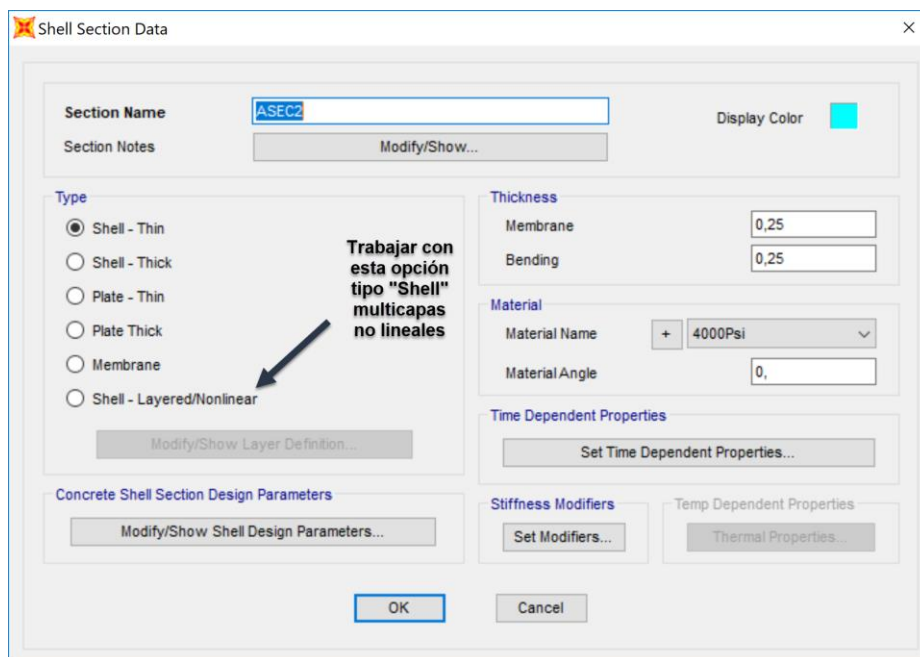 Shell Section Data
Section Name
ASEC2
Display Color
Section Notes
Modify/Show...
Type
Shell - Thin
Shell - Thick
Plate - Thin
Plate Thick
Membrane
Shell - Layered/Nonlinear
Modify/Show Layer Definition...
Trabajar con
esta opción
tipo "Shell"
multicapas
no lineales
Thickness
Membrane
0,25
Bending
0,25
Material
Material Name
+
4000Psi
Material Angle
0,
Time Dependent Properties
Set Time Dependent Properties...
Concrete Shell Section Design Parameters
Modify/Show Shell Design Parameters...
Stiffness Modifiers
Set Modifiers...
Temp Dependent Properties
Thermal Properties...
OK
Cancel